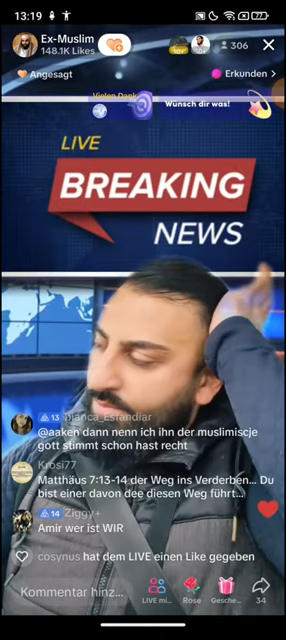 13:19
77
Ex-Muslim
148.1K Likes
306
Angesagt
Erkunden
Vielen Dank
Wünsch dir was!
LIVE
BREAKING
NEWS
13 Bianca_Esfandiar
@aaken dann nenn ich ihn der muslimiscje
gott stimmt schon hast recht
Krosi77
Matthäus 7:13-14 der Weg ins Verderben... Du
bist einer davon dee diesen Weg führt...
14 Ziggy+
Amir wer ist WIR
cosynus hat dem LIVE einen Like gegeben
Kommentar hinz...
LIVE mi...
Rose
Gesche...
34